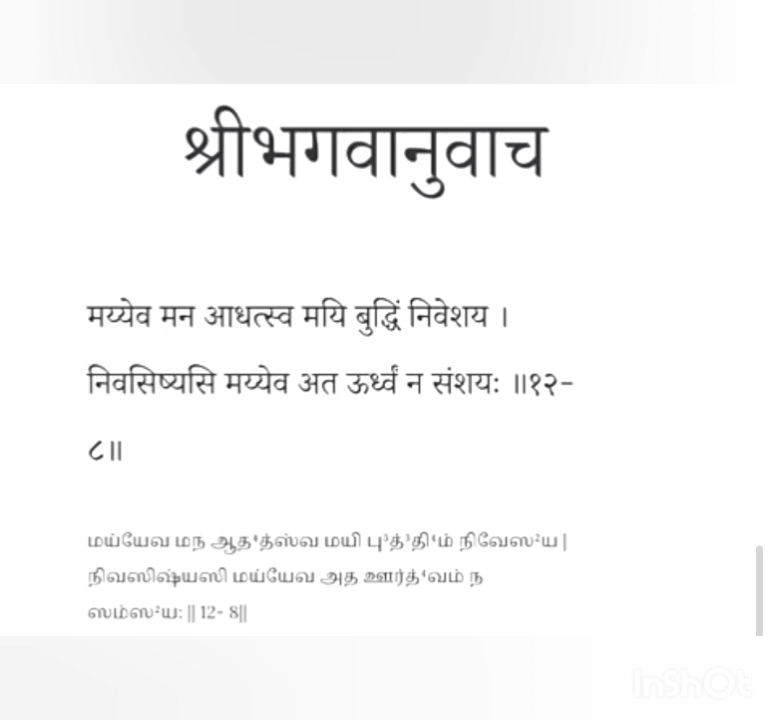 श्रीभगवानुवाच
मय्येव मन आधत्स्व मयि बुद्धिं निवेशय ।
निवसिष्यसि मय्येव अत ऊर्ध्वं न संशयः ॥१२-
८॥
மய்யேவ மந ஆத⁴த்ஸ்வ மயி பு³த்³தி⁴ம் நிவேஸ²ய |
நிவஸிஷ்யஸி மய்யேவ அத ஊர்த்⁴வம் ந
ஸம்ஸ²ய: || 12- 8||
InShOt